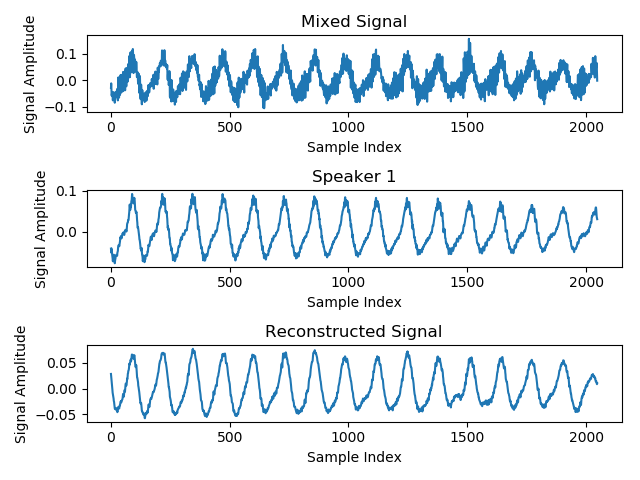 Mixed Signal
Signal Amplitude
0.1
0.0
−0.1
0
500
1000
1500
2000
Sample Index
Speaker 1
Signal Amplitude
0.1
0.0
0
500
1000
1500
2000
Sample Index
Reconstructed Signal
Signal Amplitude
0.05
0.00
−0.05
0
500
1000
1500
2000
Sample Index